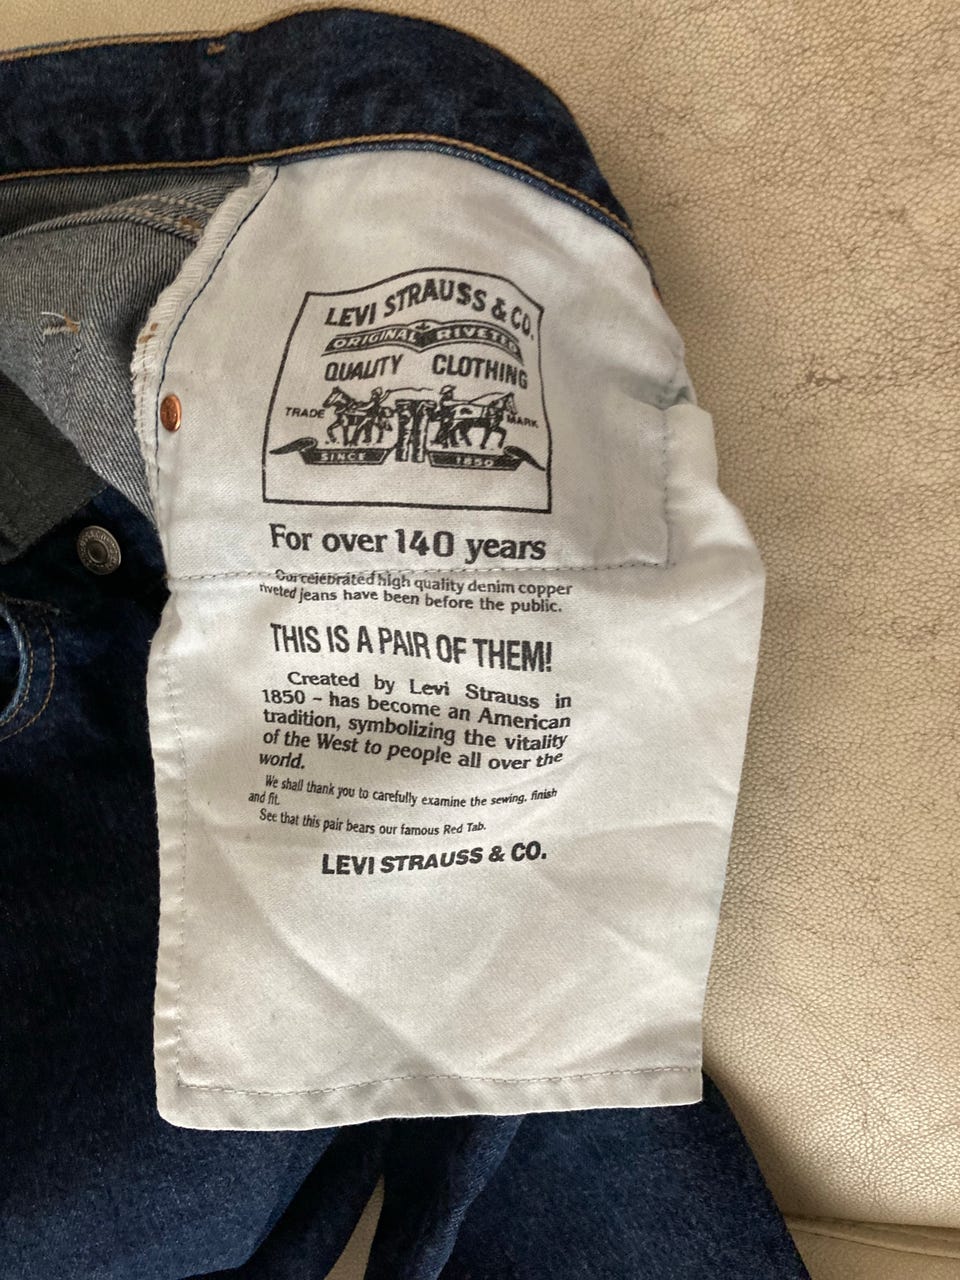 LEVI STRAUSS & CO.
ORIGINAL RIVETED
QUALITY CLOTHING
TRADE MARK
SINCE 1850
For over 140 years
Our celebrated high quality denim copper
riveted jeans have been before the public.
THIS IS A PAIR OF THEM!
Created by Levi Strauss in
1850 – has become an American
tradition, symbolizing the vitality
of the West to people all over the
world.
We shall thank you to carefully examine the sewing, finish
and fit.
See that this pair bears our famous Red Tab.
LEVI STRAUSS & CO.